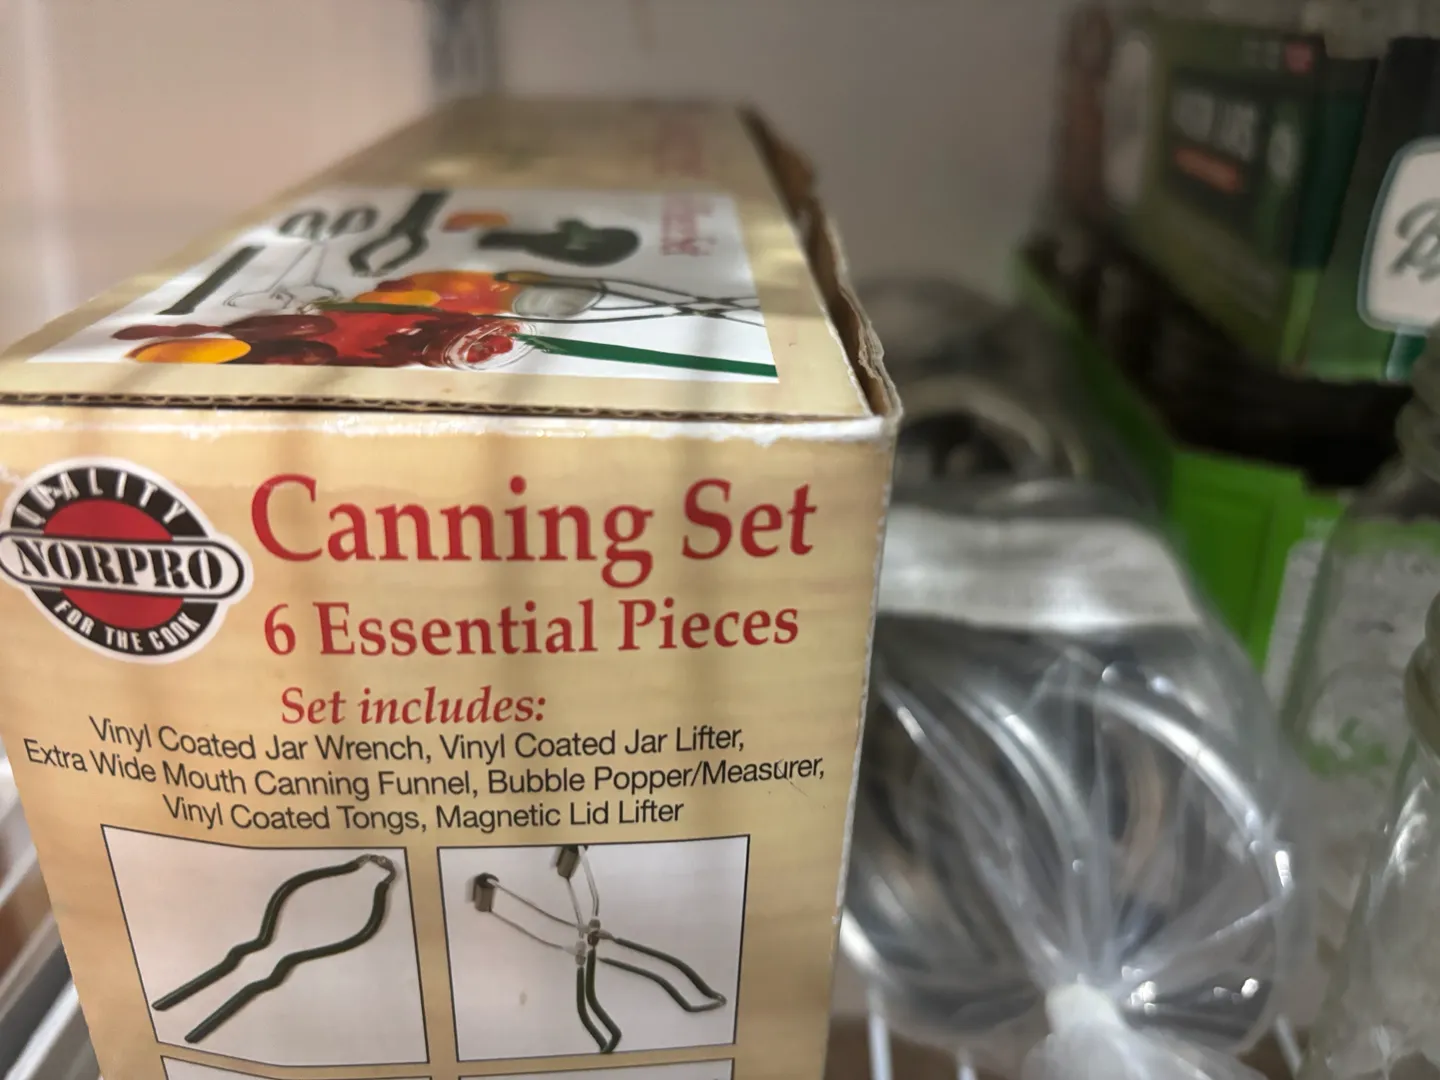 QUALITY
NORPRO
FOR THE COOK
Canning Set
6 Essential Pieces
Set includes:
Vinyl Coated Jar Wrench, Vinyl Coated Jar Lifter,
Extra Wide Mouth Canning Funnel, Bubble Popper/Measurer,
Vinyl Coated Tongs, Magnetic Lid Lifter